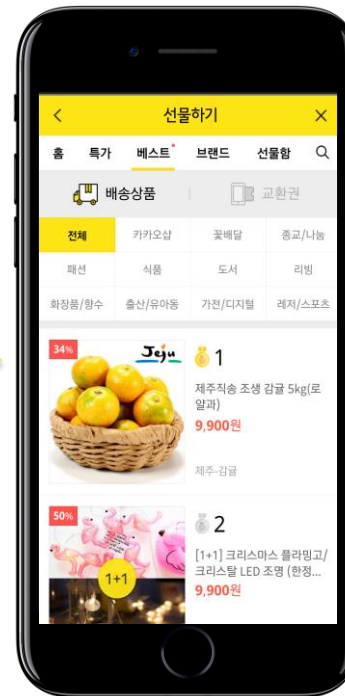 선물하기
홈 특가 베스트 브랜드 선물함
배송상품 교환권
전체 카카오샵 꽃배달 종교/나눔
패션 식품 도서 리빙
화장품/향수 출산/유아동 가전/디지털 레저/스포츠
34%
Jeju
1
제주직송 조생 감귤 5kg(로
얄과)
9,900원
제주-감귤
50%
1+1
2
[1+1] 크리스마스 플라밍고/
크리스탈 LED 조명 (한정...
9,900원